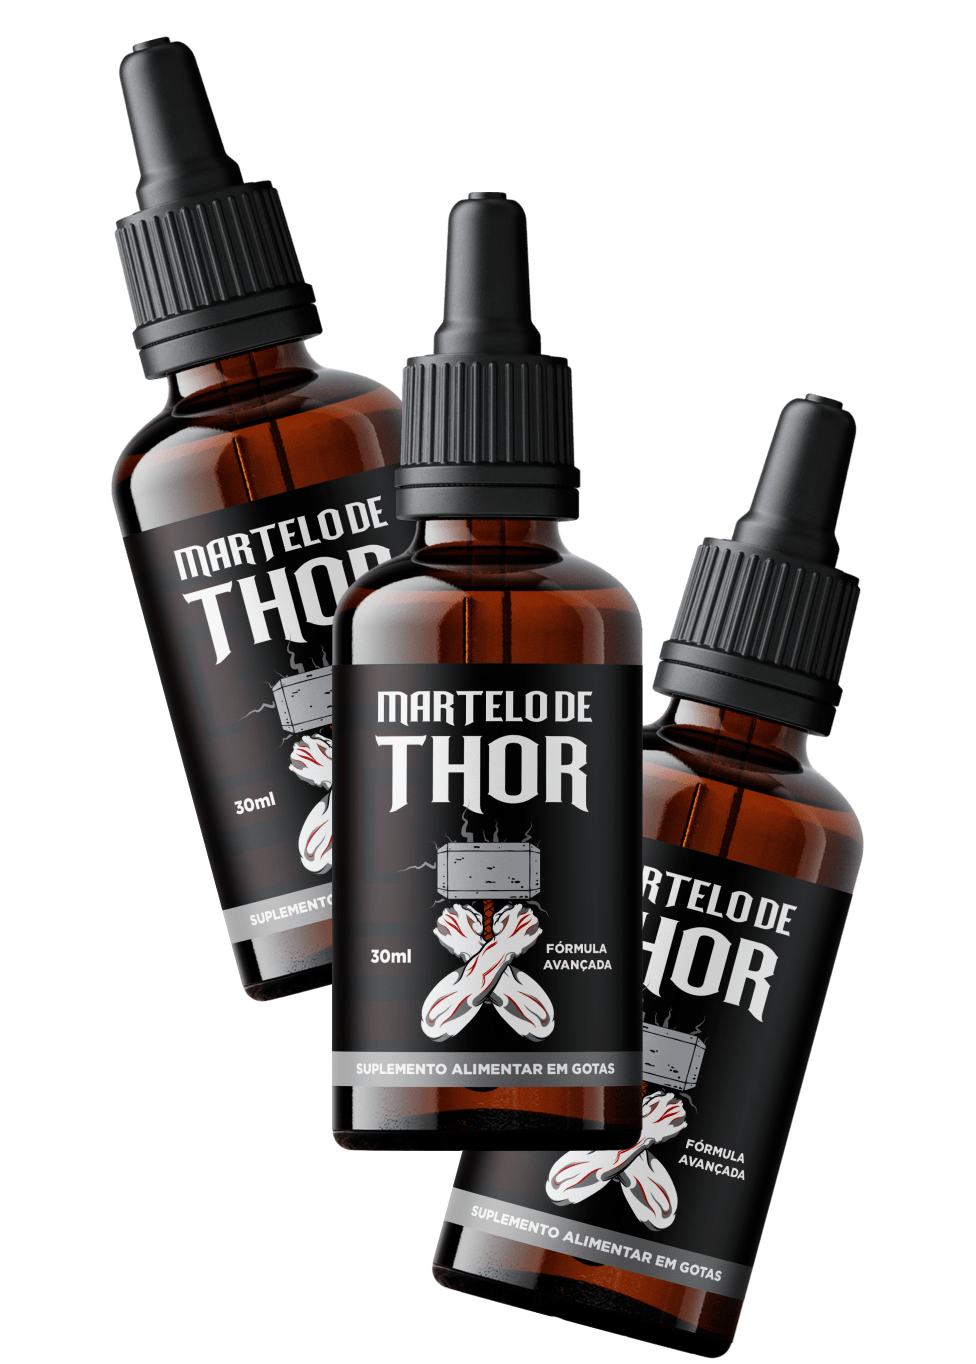 MARTELO DE
THOR
30ml
SUPLEMENTO
MARTELO DE
THOR
30ml
FÓRMULA
AVANÇADA
SUPLEMENTO ALIMENTAR EM GOTAS
RTELO DE
HOR
FÓRMULA
AVANÇADA
SUPLEMENTO ALIMENTAR EM GOTAS